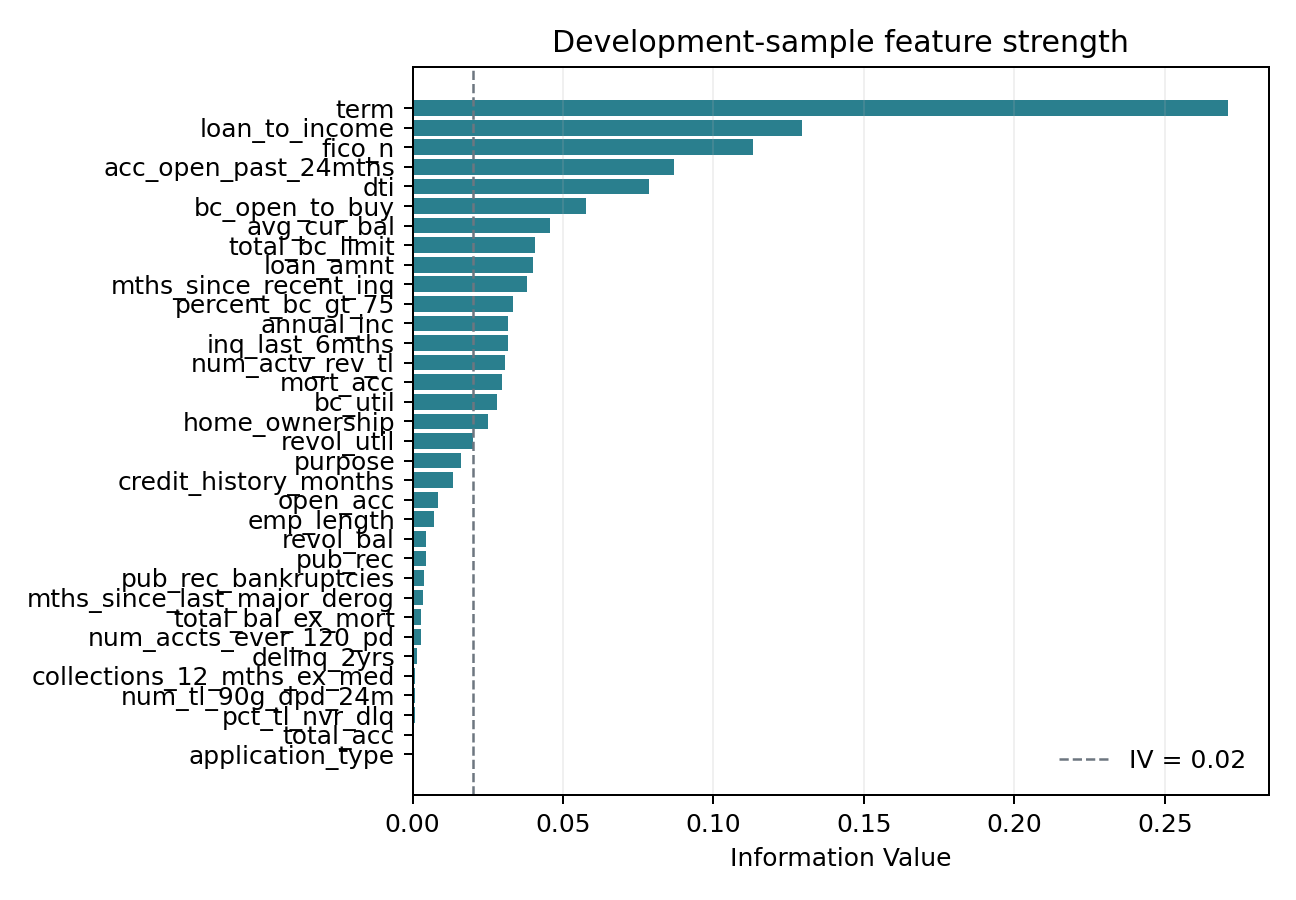 Development-sample feature strength
term
loan_to_income
fico_n
acc_open_past_24mths
dti
bc_open_to_buy
avg_cur_bal
total_bc_limit
loan_amnt
mths_since_recent_inq
percent_bc_gt_75
annual_inc
inq_last_6mths
num_actv_rev_tl
mort_acc
bc_util
home_ownership
revol_util
purpose
credit_history_months
open_acc
emp_length
revol_bal
pub_rec
pub_rec_bankruptcies
mths_since_last_major_derog
total_bal_ex_mort
num_accts_ever_120_pd
delinq_2yrs
collections_12_mths_ex_med
num_tl_90g_dpd_24m
pct_tl_nvr_dlq
total_acc
application_type
IV = 0.02
0.00 0.05 0.10 0.15 0.20 0.25
Information Value